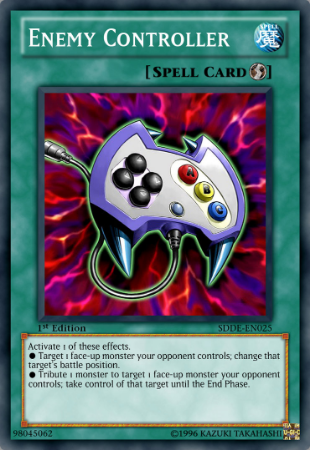 ENEMY CONTROLLER
SPELL
魔
[SPELL CARD]
1st Edition
SDDE-EN025
Activate 1 of these effects.
● Target 1 face-up monster your opponent controls; change that
target's battle position.
● Tribute 1 monster to target 1 face-up monster your opponent
controls; take control of that target until the End Phase.
98045062
©1996 KAZUKI TAKAHASHI